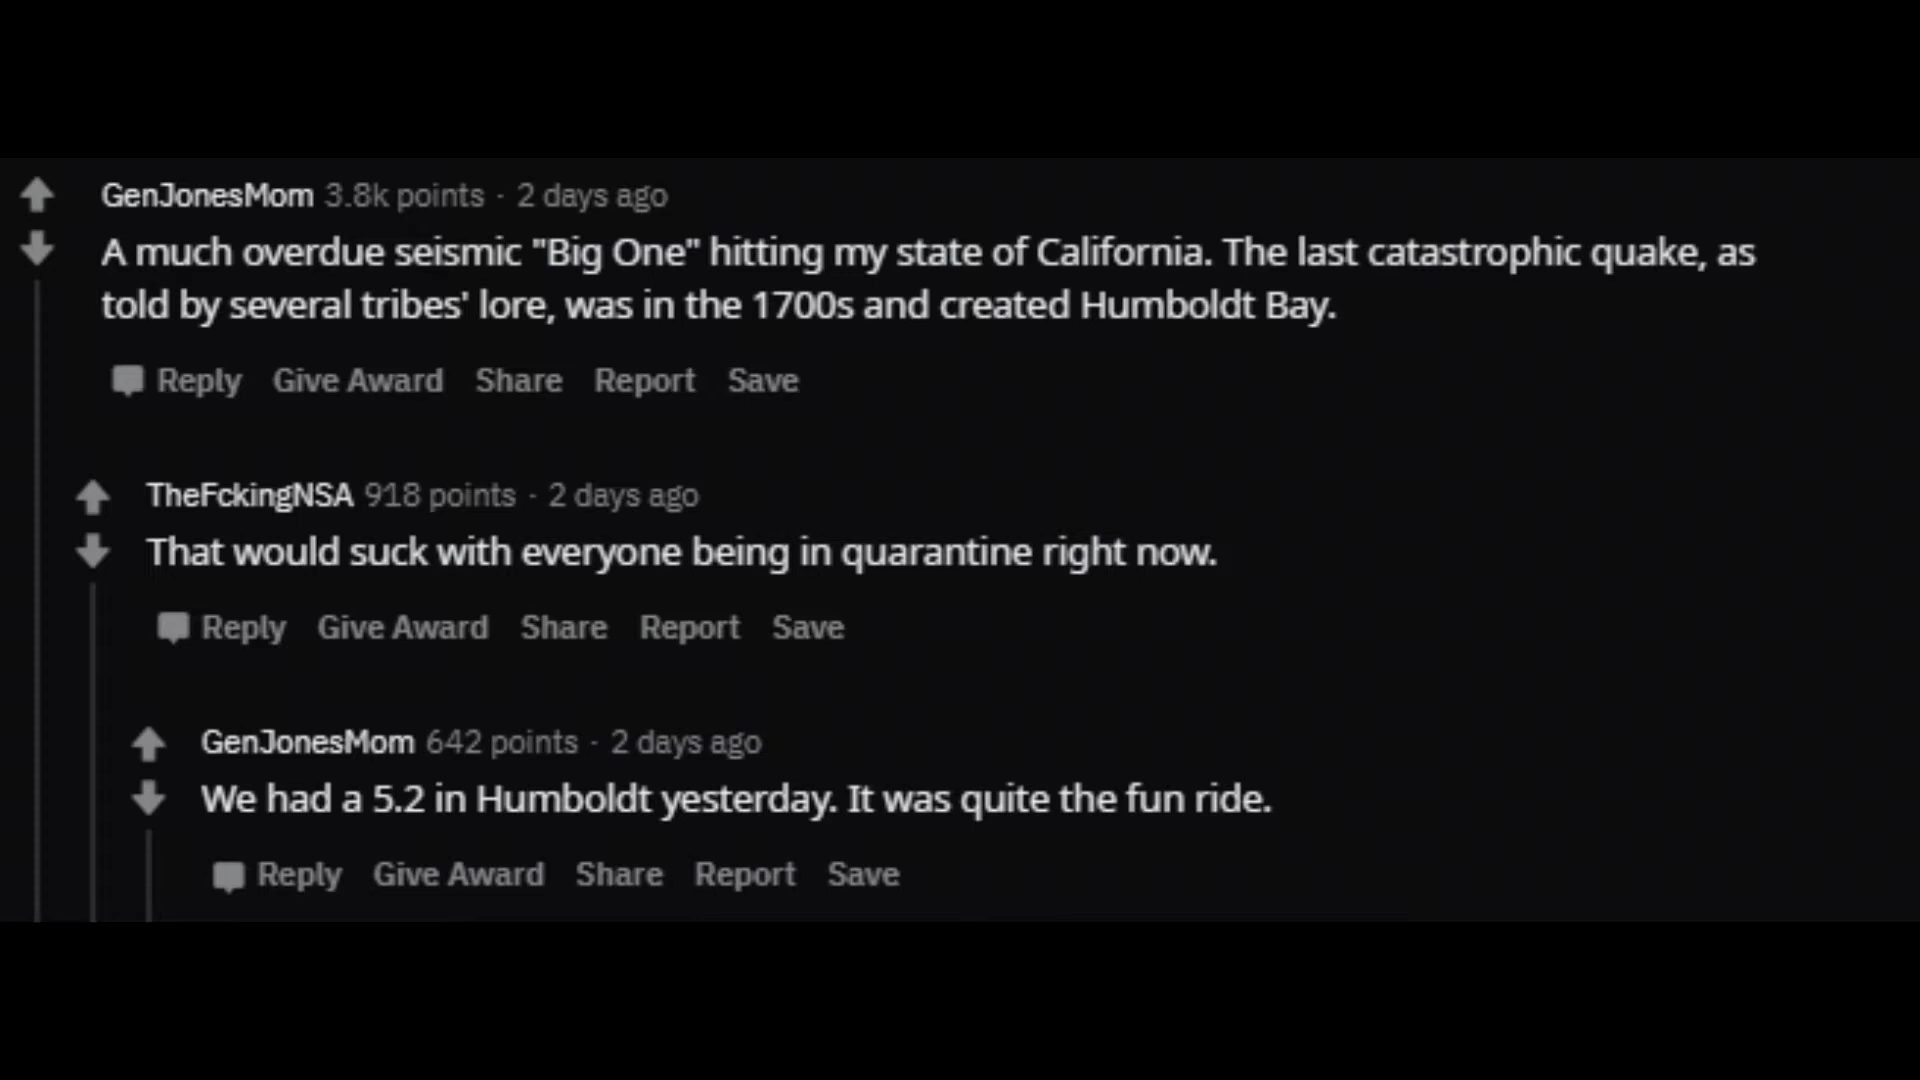 GenJonesMom 3.8k points · 2 days ago
A much overdue seismic "Big One" hitting my state of California. The last catastrophic quake, as
told by several tribes' lore, was in the 1700s and created Humboldt Bay.
Reply Give Award Share Report Save
TheFckingNSA 918 points · 2 days ago
That would suck with everyone being in quarantine right now.
Reply Give Award Share Report Save
GenJonesMom 642 points · 2 days ago
We had a 5.2 in Humboldt yesterday. It was quite the fun ride.
Reply Give Award Share Report Save